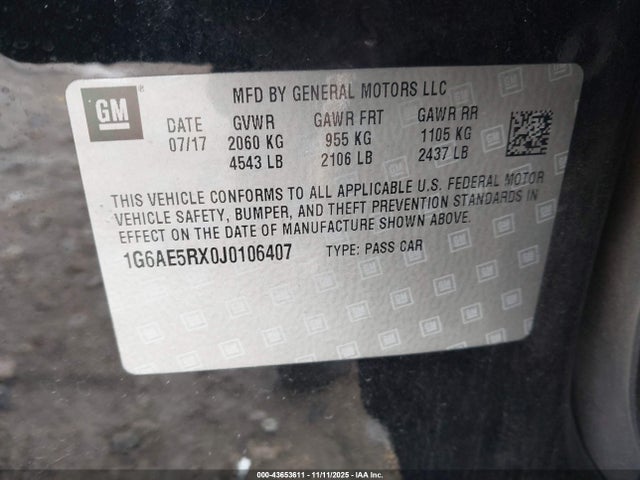 GM ®
MFD BY GENERAL MOTORS LLC
DATE GVWR GAWR FRT GAWR RR
07/17 2060 KG 955 KG 1105 KG
4543 LB 2106 LB 2437 LB
THIS VEHICLE CONFORMS TO ALL APPLICABLE U.S. FEDERAL MOTOR
VEHICLE SAFETY, BUMPER, AND THEFT PREVENTION STANDARDS IN
EFFECT ON THE DATE OF MANUFACTURE SHOWN ABOVE.
1G6AE5RX0J0106407 TYPE: PASS CAR
000-43653611 - 11/11/2025 - IAA Inc.